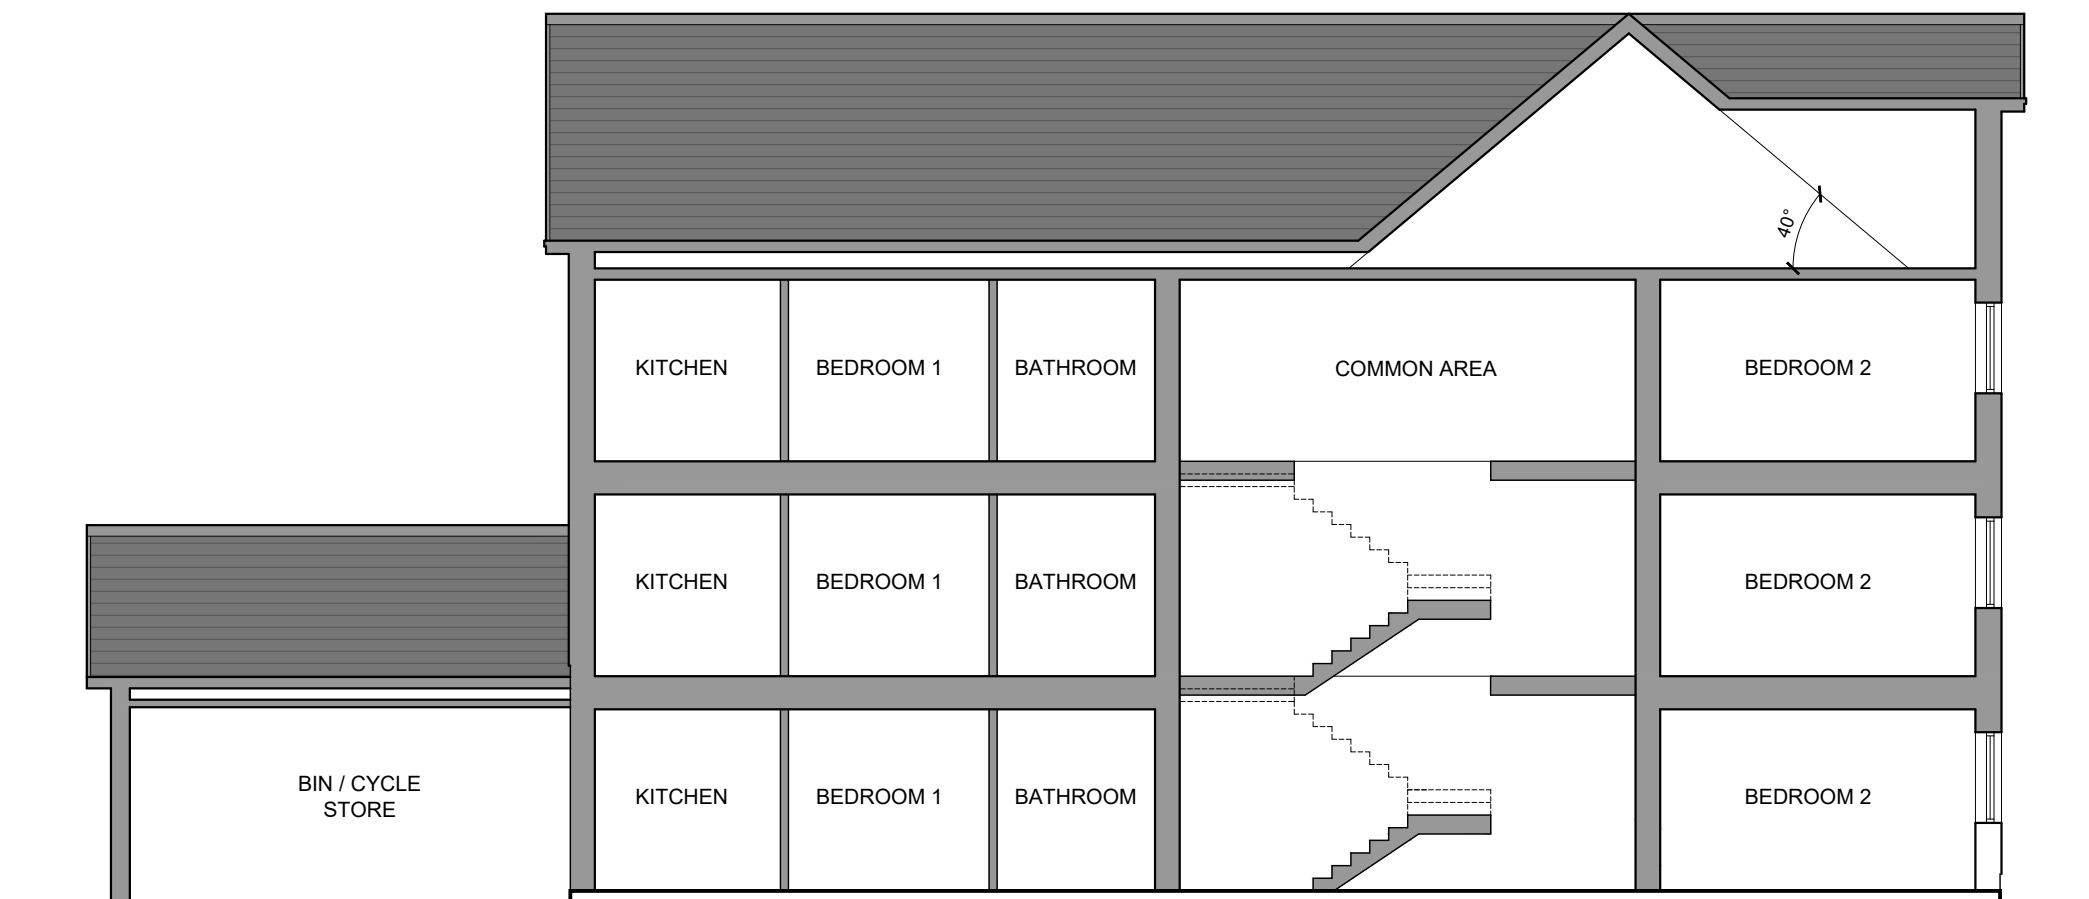 40°
KITCHEN
BEDROOM 1
BATHROOM
COMMON AREA
BEDROOM 2
KITCHEN
BEDROOM 1
BATHROOM
BEDROOM 2
BIN / CYCLE
STORE
KITCHEN
BEDROOM 1
BATHROOM
BEDROOM 2